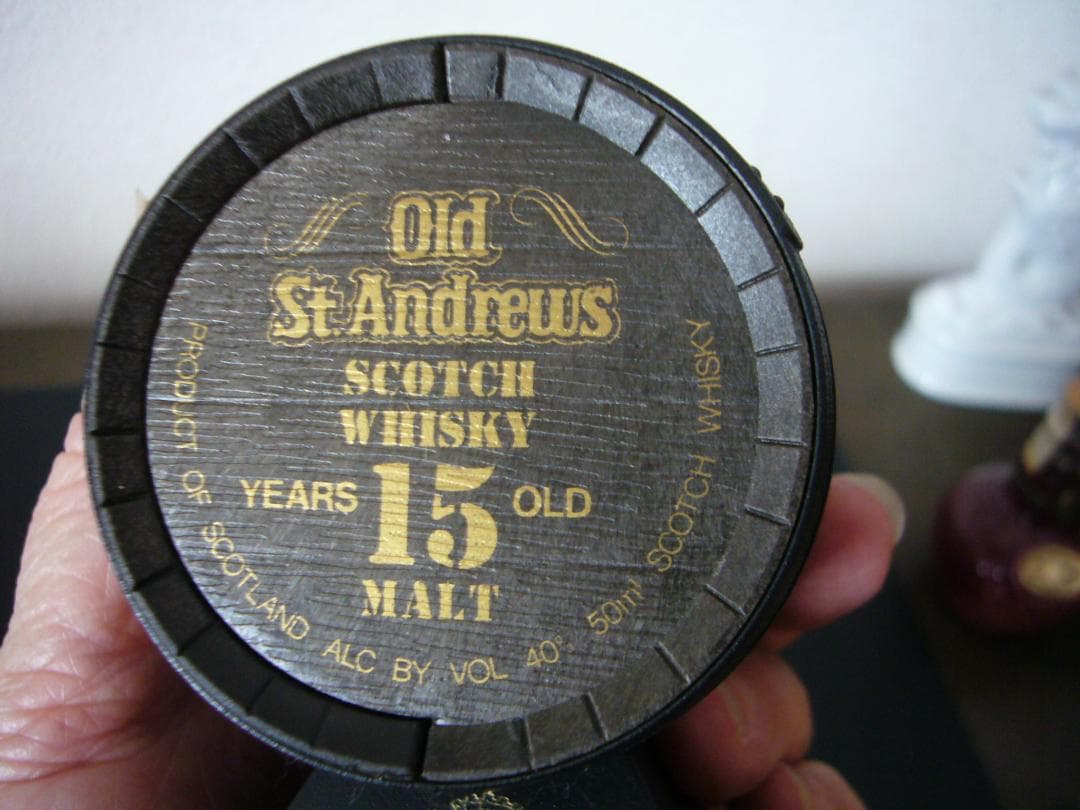 Old
St Andrews
SCOTCH
WHISKY
YEARS 15 OLD
MALT
PRODUCT OF SCOTLAND ALC BY VOL 40% 50ml SCOTCH WHISKY